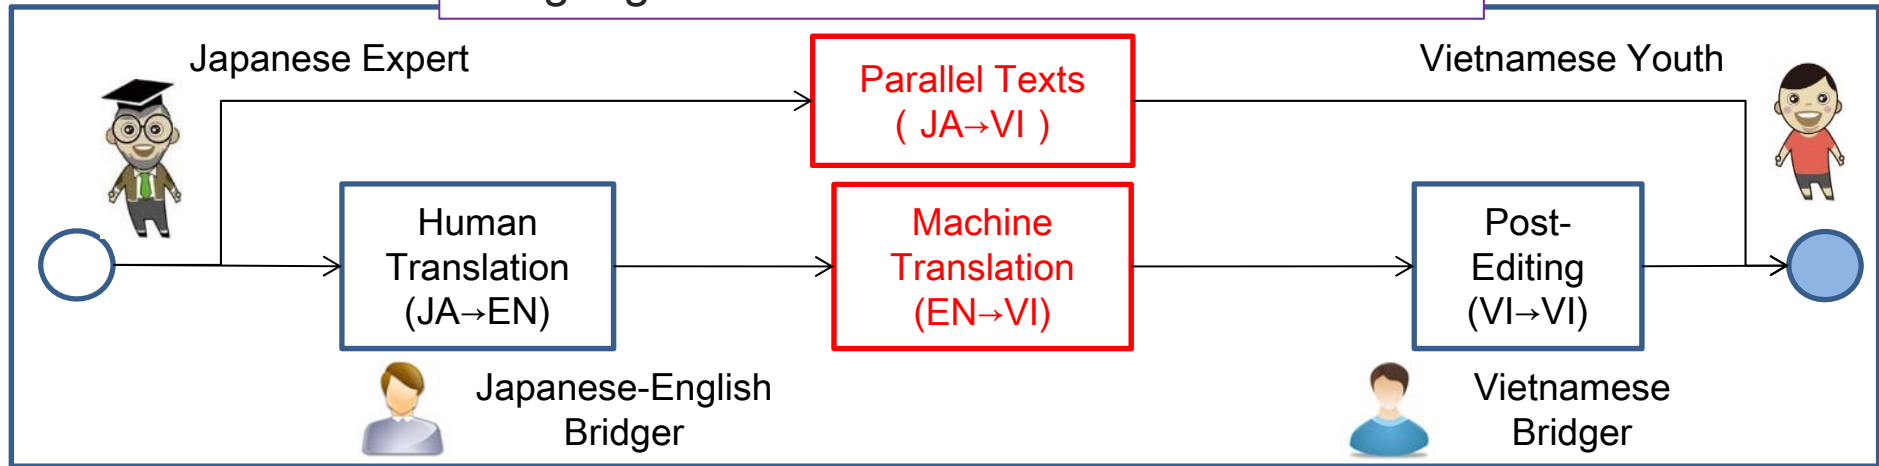 Japanese Expert
Parallel Texts
( JA→VI )
Vietnamese Youth
Human
Translation
(JA→EN)
Machine
Translation
(EN→VI)
Post-
Editing
(VI→VI)
Japanese-English
Bridger
Vietnamese
Bridger